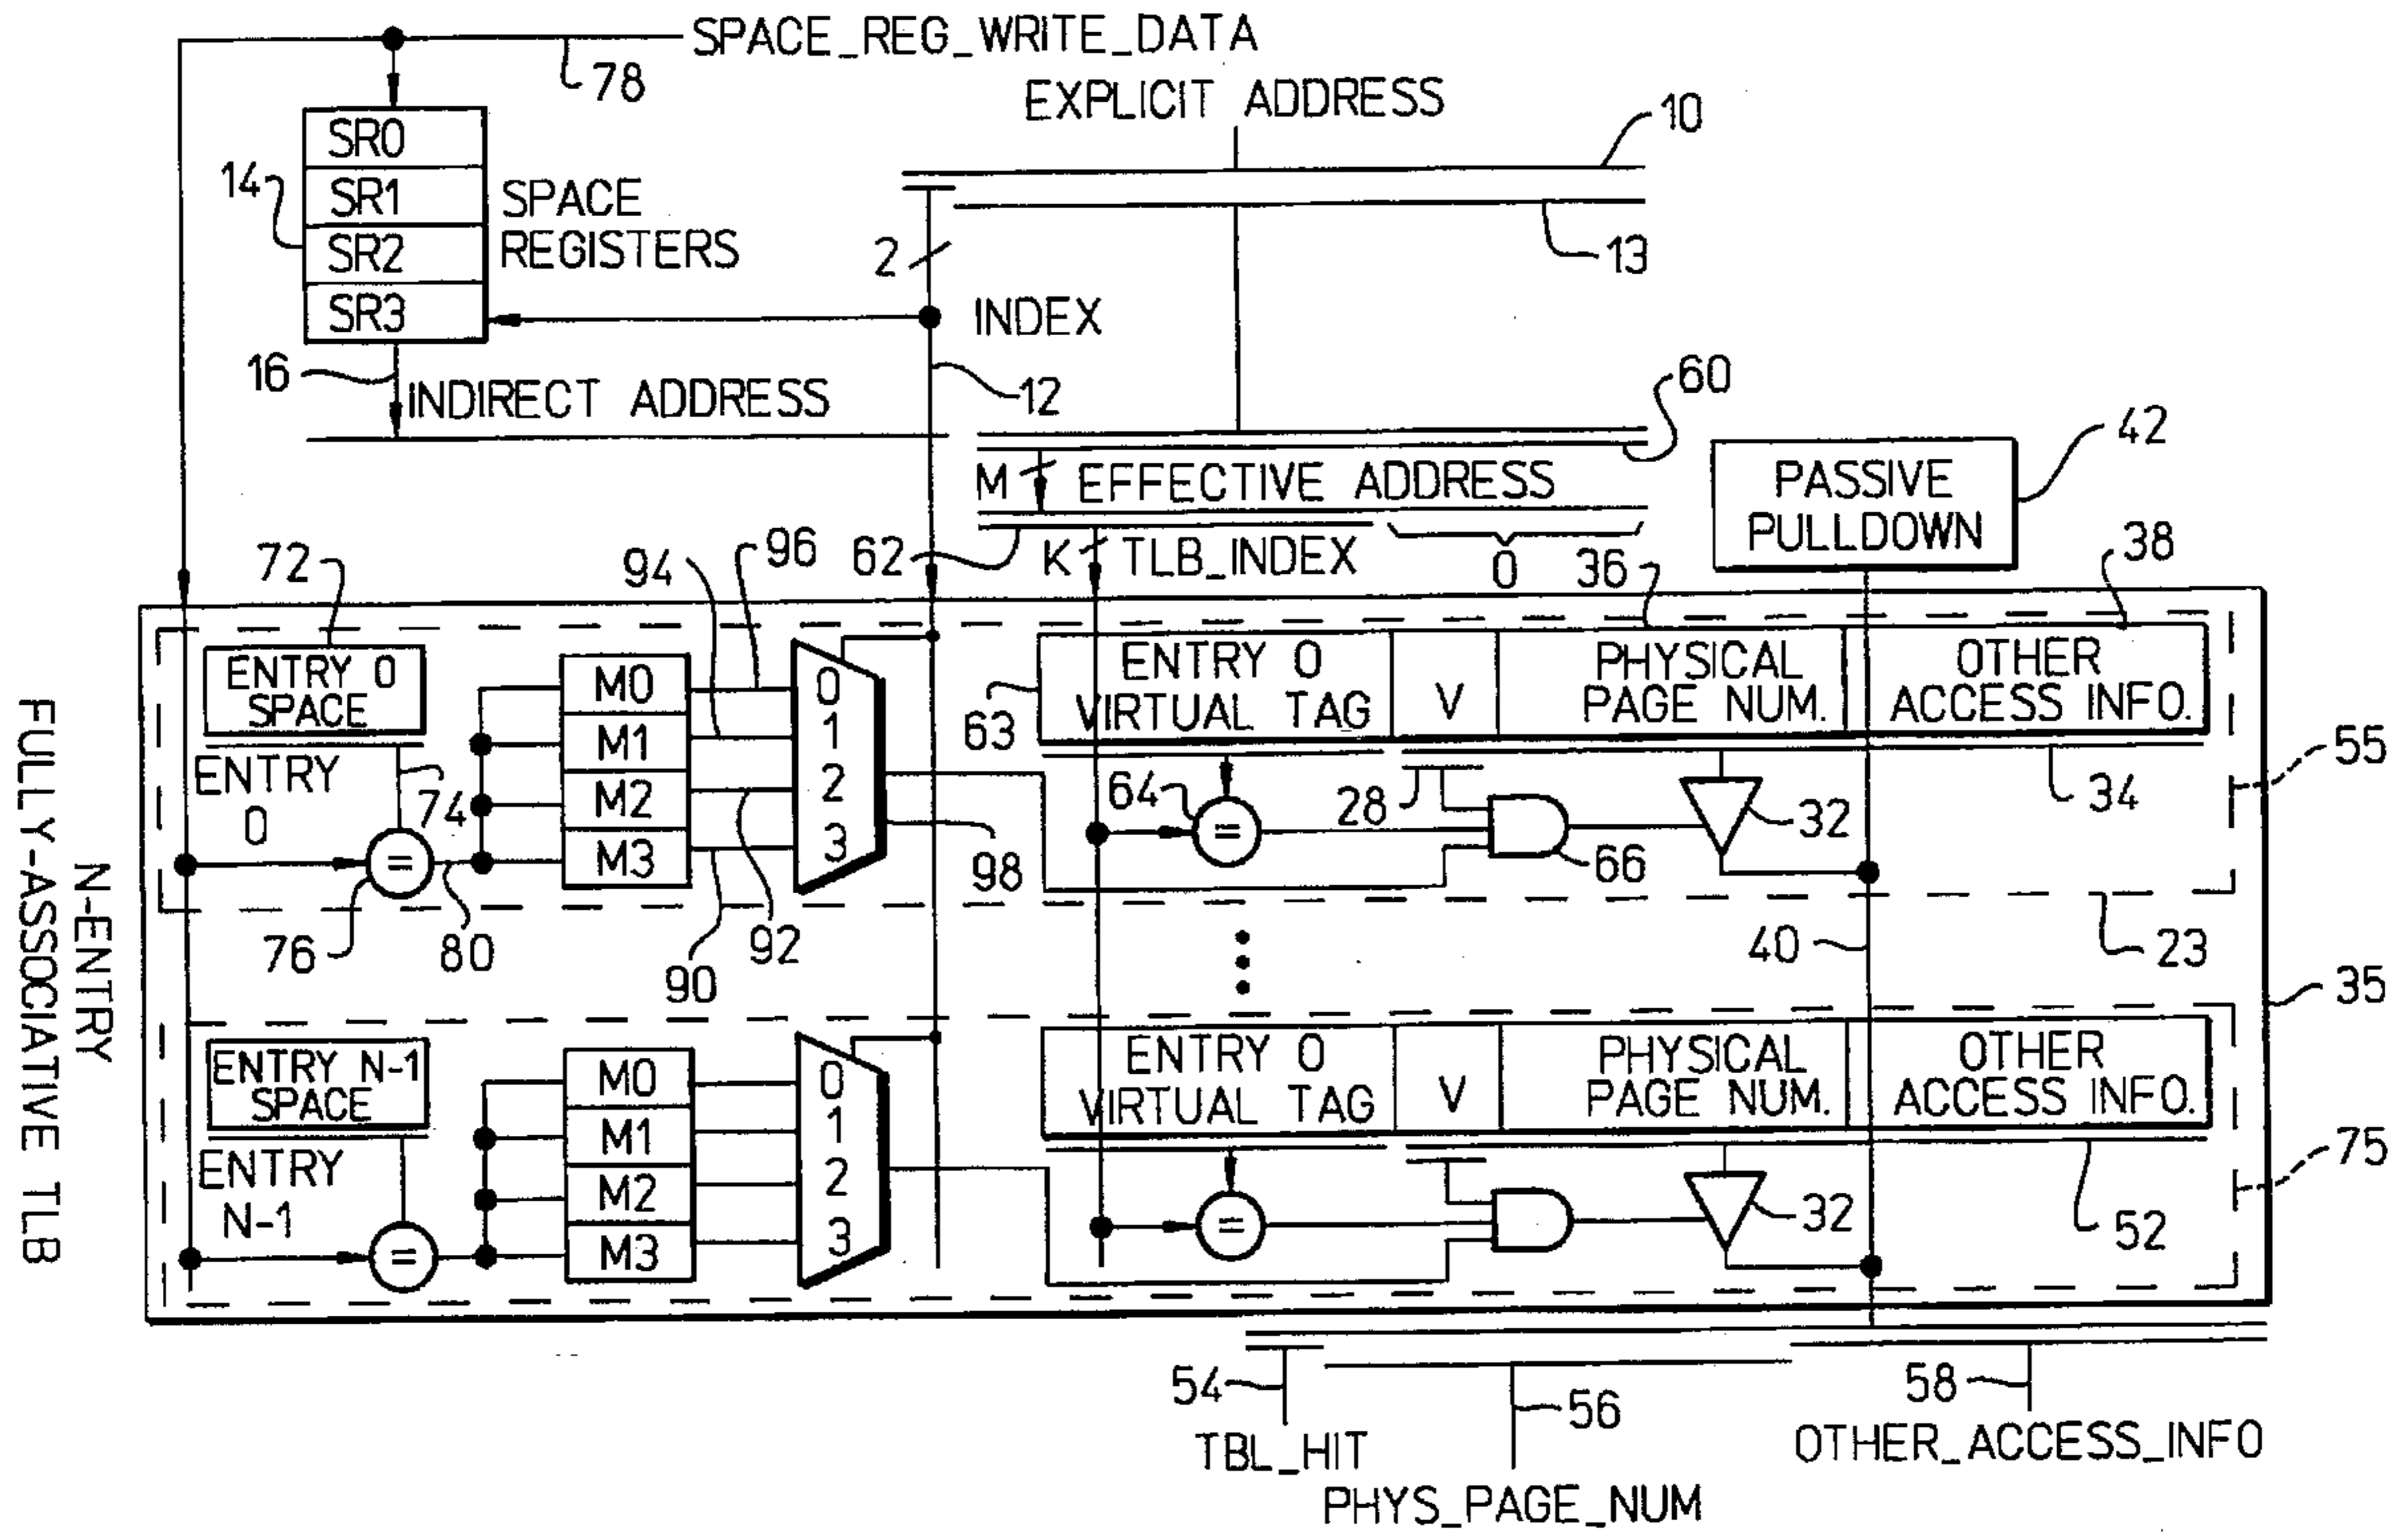 SPACE_REG_WRITE_DATA
78
EXPLICIT ADDRESS
10
SR0
14
SR1
SPACE
REGISTERS
SR2
2
13
SR3
INDEX
16
INDIRECT ADDRESS
12
60
42
M
EFFECTIVE ADDRESS
PASSIVE
PULLDOWN
72
94
96
62
K
TLB_INDEX
0
36
38
ENTRY 0
SPACE
M0
0
ENTRY 0
VIRTUAL TAG
V
PHYSICAL
PAGE NUM.
OTHER
ACCESS INFO.
63
M1
1
55
ENTRY
0
74
M2
2
64
28
32
34
M3
3
98
66
76
80
90
92
40
23
35
N-ENTRY
FULLY-ASSOCIATIVE TLB
ENTRY N-1
SPACE
M0
0
ENTRY 0
VIRTUAL TAG
V
PHYSICAL
PAGE NUM.
OTHER
ACCESS INFO.
M1
1
75
ENTRY
N-1
M2
2
32
52
M3
3
=
=
=
=
54
56
58
TBL_HIT
OTHER_ACCESS_INFO
PHYS_PAGE_NUM